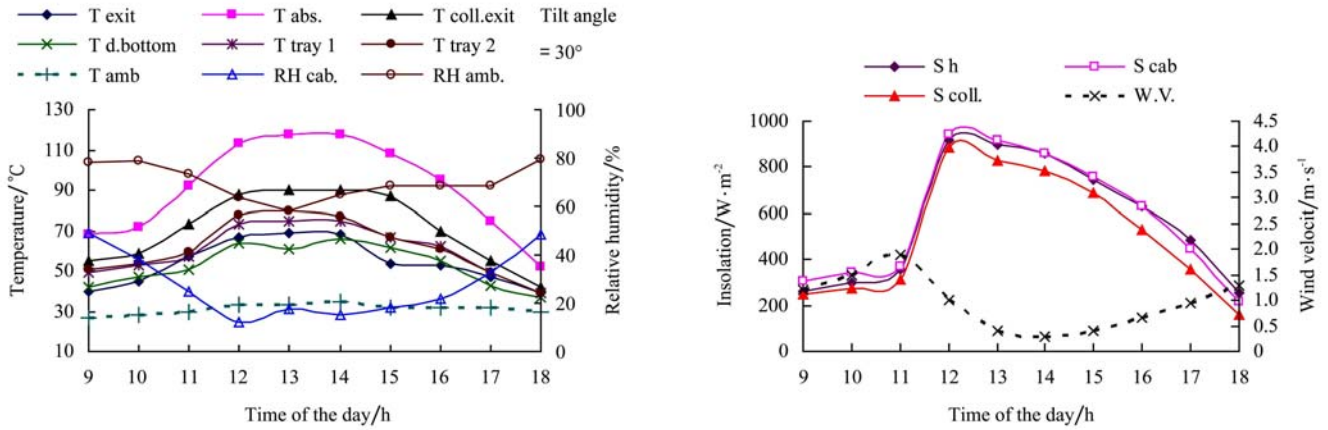 T exit T abs. T coll.exit Tilt angle
T d.bottom T tray 1 T tray 2 = 30°
T amb RH cab. RH amb.
130
110
90
70
50
30
10
Temperature/℃
100
80
60
40
20
0
Relative humidity/%
9 10 11 12 13 14 15 16 17 18
Time of the day/h
S h S cab
S coll. W.V.
1000
800
600
400
200
0
Insolation/W·m-2
4.5
4.0
3.5
3.0
2.5
2.0
1.5
1.0
0.5
0
Wind velocit/m·s-1
9 10 11 12 13 14 15 16 17 18
Time of the day/h